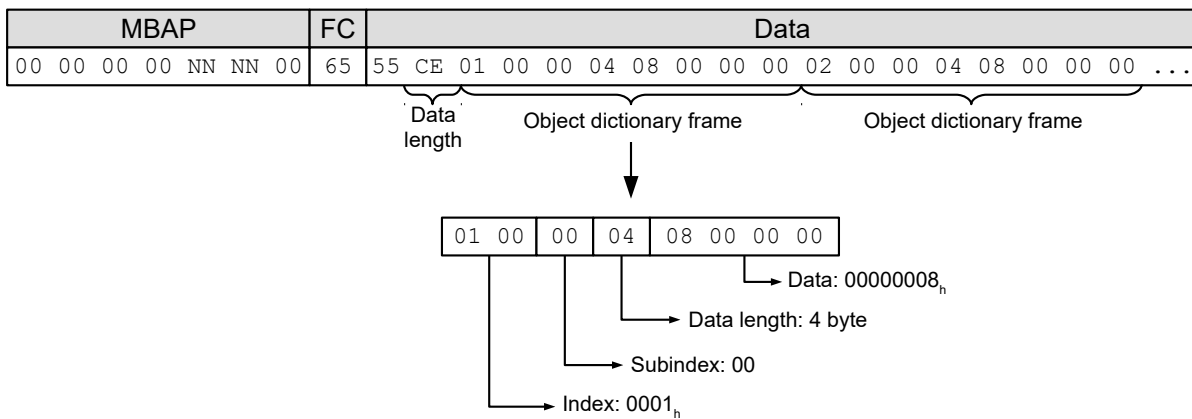 MBAP FC Data
00 00 00 00 NN NN 00 65 55 CE 01 00 00 04 08 00 00 00 02 00 00 04 08 00 00 00 ...
Data
length
Object dictionary frame
Object dictionary frame
01 00 00 04 08 00 00 00
Data: 00000008h
Data length: 4 byte
Subindex: 00
Index: 0001h